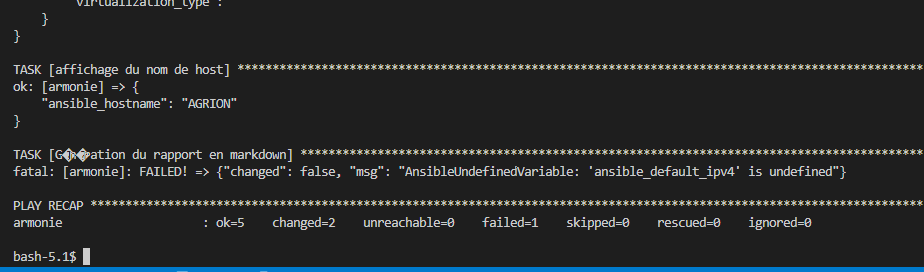 "virtualization_type":
}
}
TASK [affichage du nom de host] ****************************************************************************************************
ok: [armonie] => {
"ansible_hostname": "AGRION"
}
TASK [G�n�ration du rapport en markdown] *******************************************************************************************
fatal: [armonie]: FAILED! => {"changed": false, "msg": "AnsibleUndefinedVariable: 'ansible_default_ipv4' is undefined"}
PLAY RECAP *************************************************************************************************************************
armonie : ok=5 changed=2 unreachable=0 failed=1 skipped=0 rescued=0 ignored=0
bash-5.1$